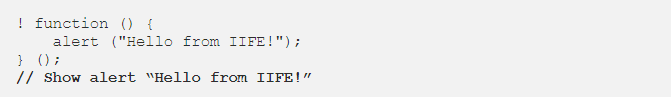 ! function () {
    alert ("Hello from IIFE!");
} ();
// Show alert “Hello from IIFE!”